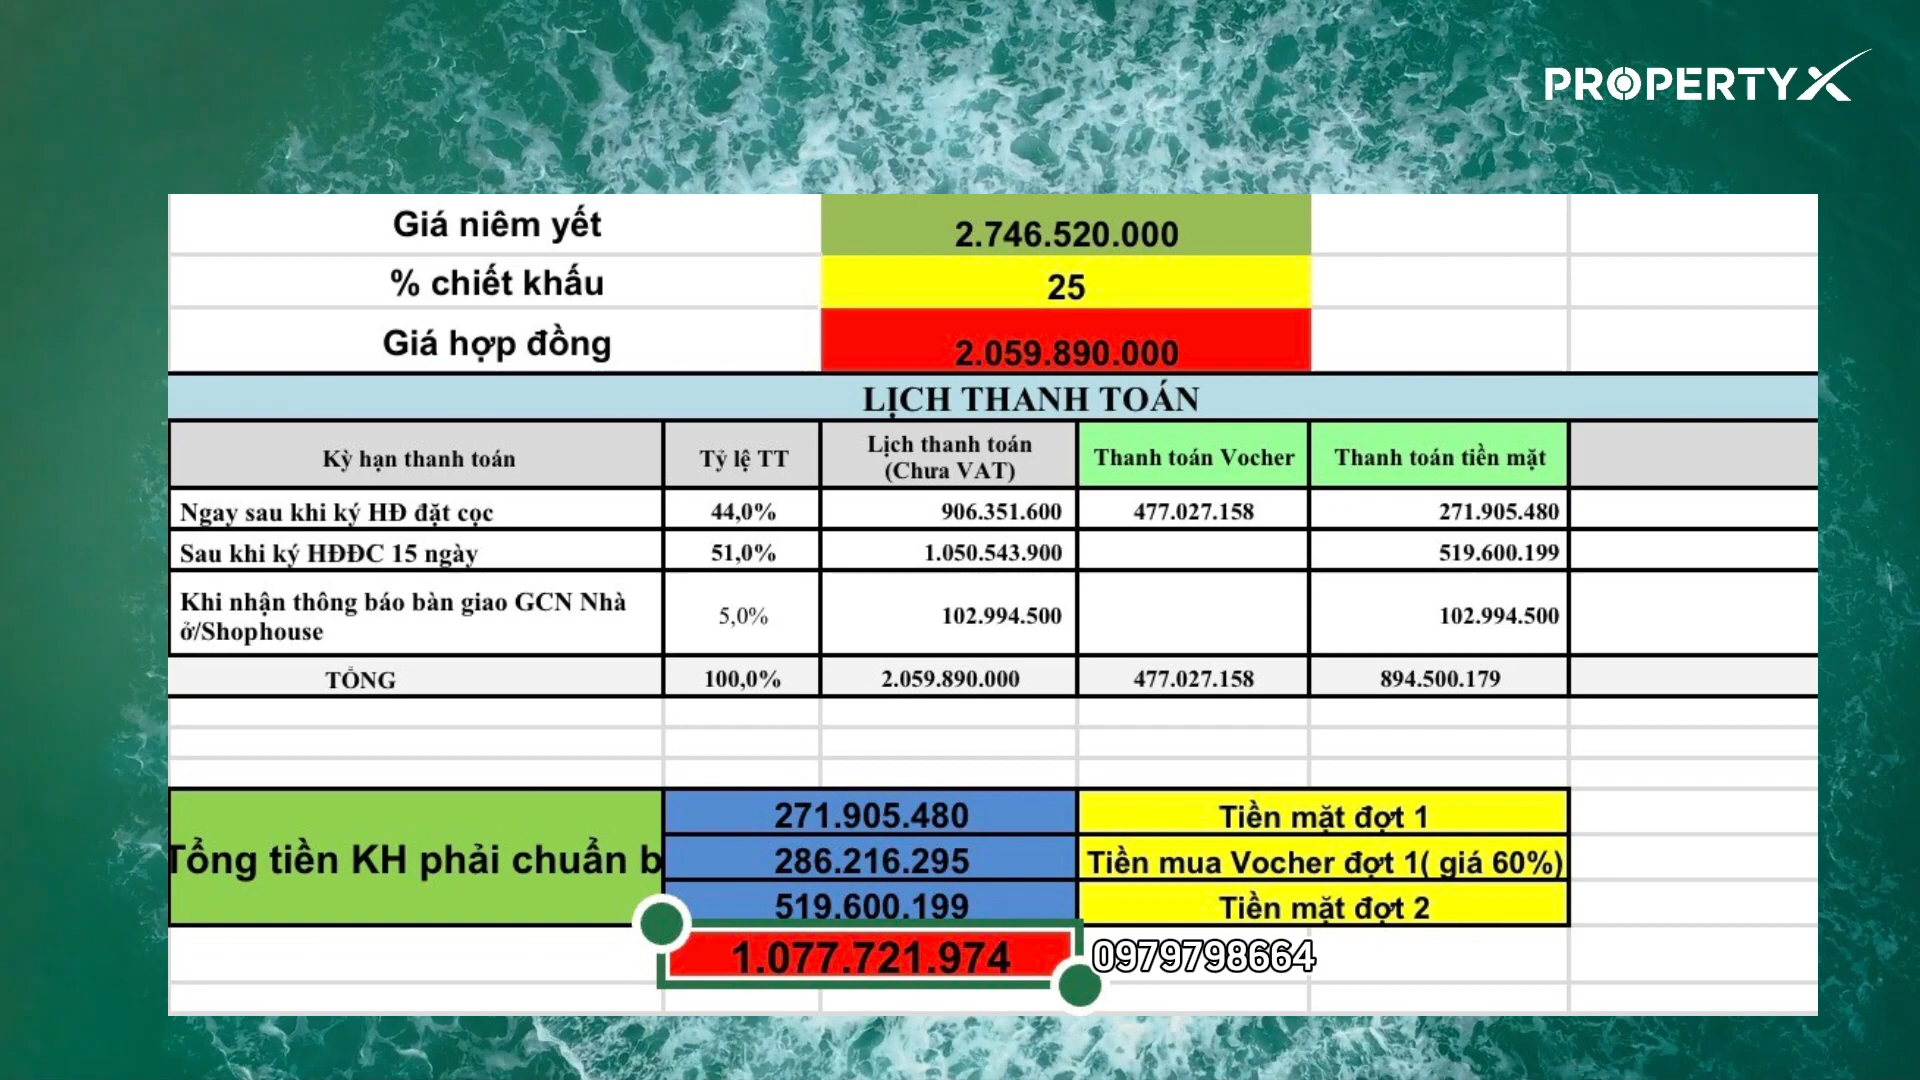 PROPERTYX
Giá niêm yết 2.746.520.000
% chiết khấu 25
Giá hợp đồng 2.059.890.000
LỊCH THANH TOÁN
Kỳ hạn thanh toán Tỷ lệ TT Lịch thanh toán (Chưa VAT) Thanh toán Vocher Thanh toán tiền mặt
Ngay sau khi ký HĐ đặt cọc 44,0% 906.351.600 477.027.158 271.905.480
Sau khi ký HĐĐC 15 ngày 51,0% 1.050.543.900 519.600.199
Khi nhận thông báo bàn giao GCN Nhà ở/Shophouse 5,0% 102.994.500 102.994.500
TỔNG 100,0% 2.059.890.000 477.027.158 894.500.179
Tổng tiền KH phải chuẩn b
271.905.480 Tiền mặt đợt 1
286.216.295 Tiền mua Vocher đợt 1( giá 60%)
519.600.199 Tiền mặt đợt 2
1.077.721.974 0979798664